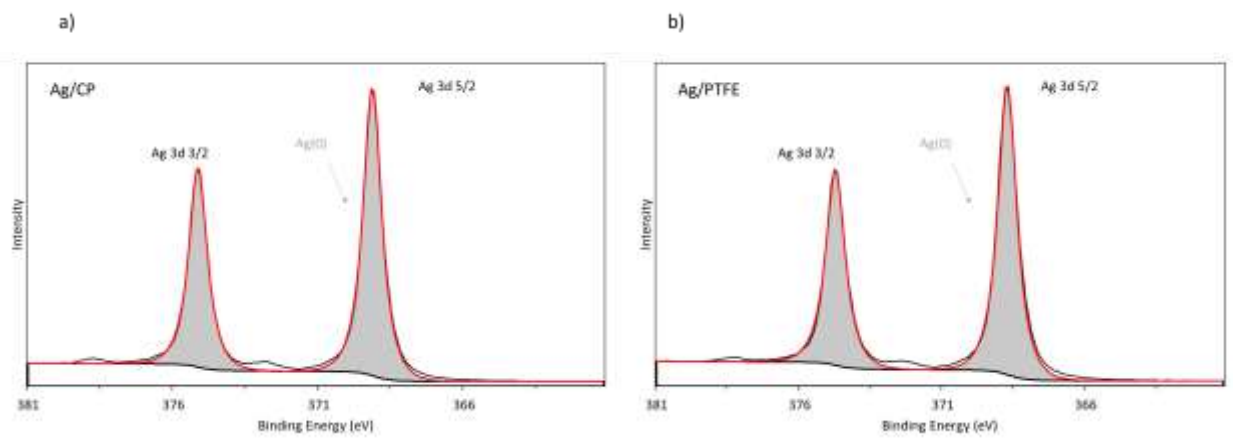 a)
Ag/CP
Ag 3d 5/2
Ag(0)
Ag 3d 3/2
Intensity
381
376
371
366
Binding Energy (eV)
b)
Ag/PTFE
Ag 3d 5/2
Ag(0)
Ag 3d 3/2
Intensity
381
376
371
366
Binding Energy (eV)